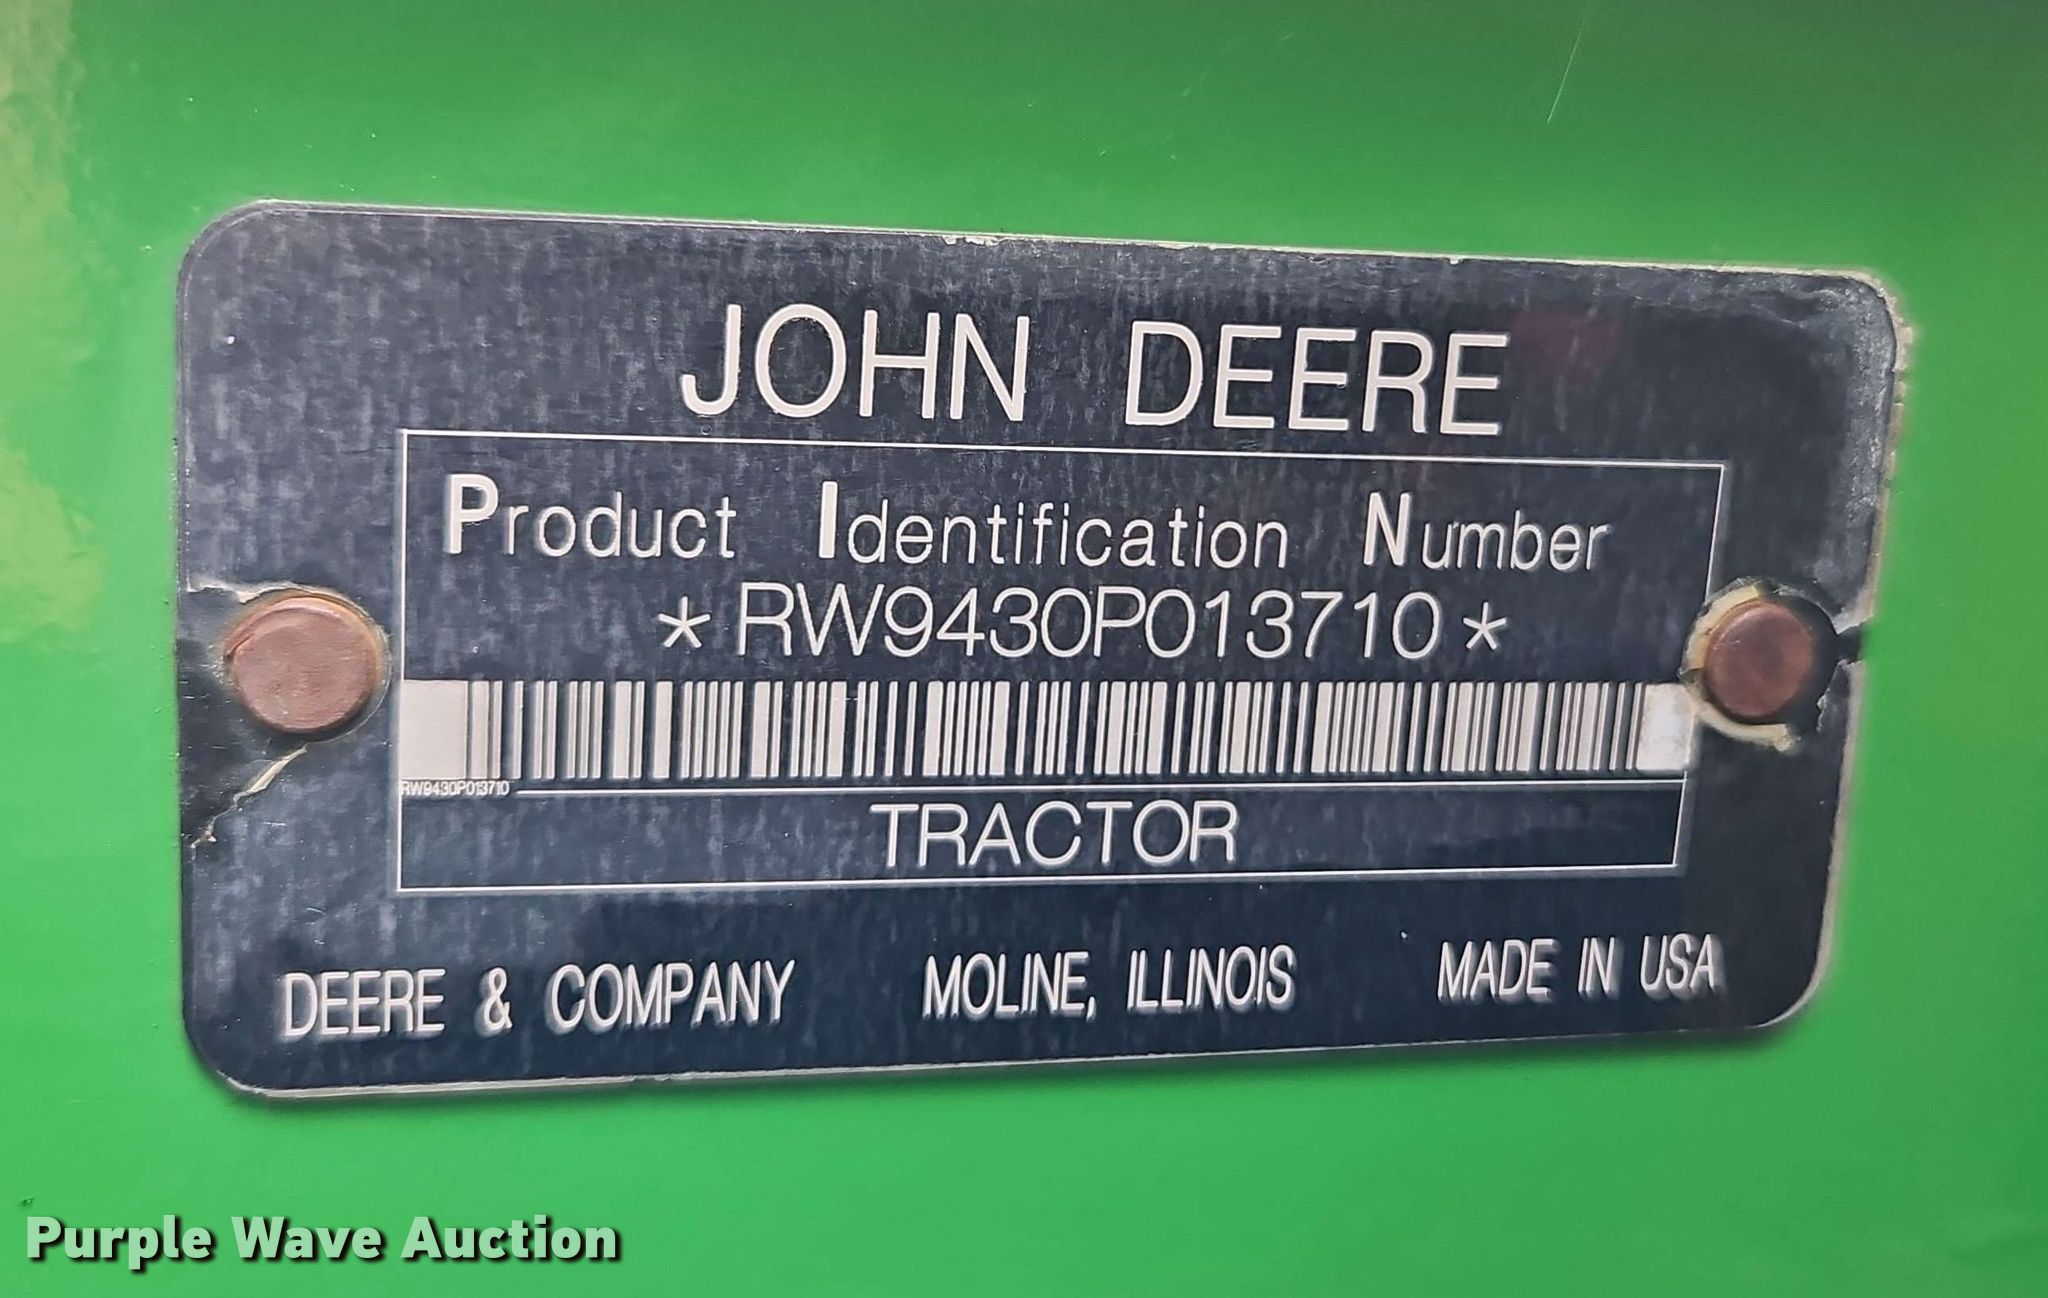 JOHN DEERE
Product Identification Number
*RW9430P013710*
RW9430P013710
TRACTOR
DEERE & COMPANY MOLINE, ILLINOIS MADE IN USA
Purple Wave Auction